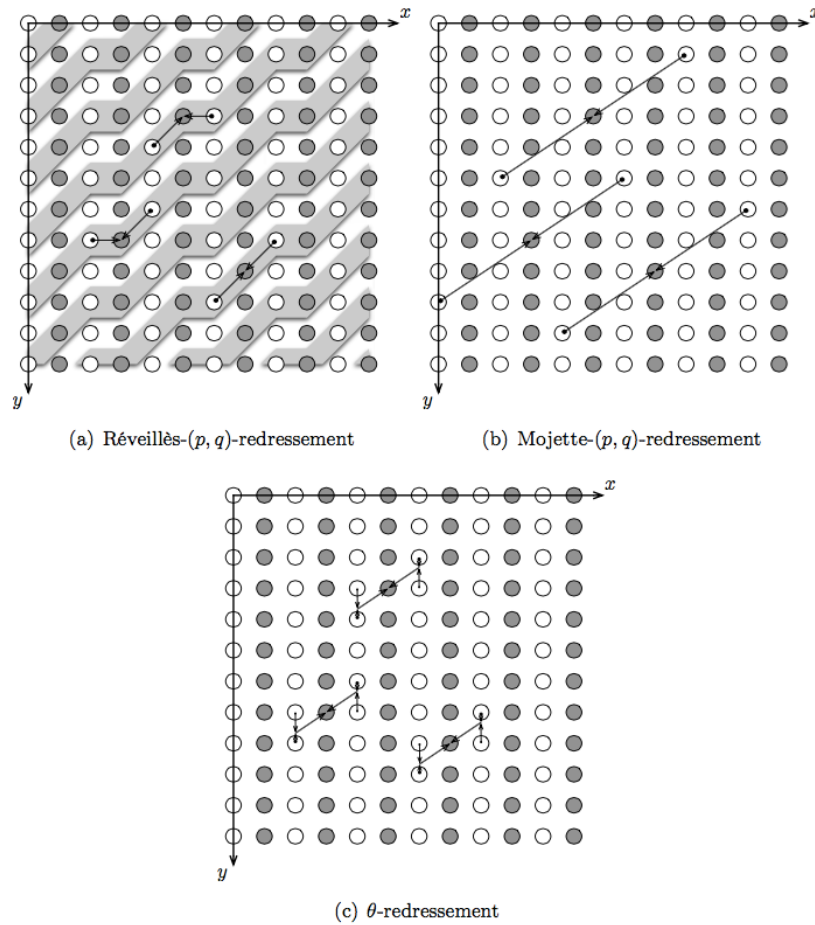 x
x
y
y
(a) Réveillès-(p, q)-redressement
(b) Mojette-(p, q)-redressement
x
y
(c) θ-redressement